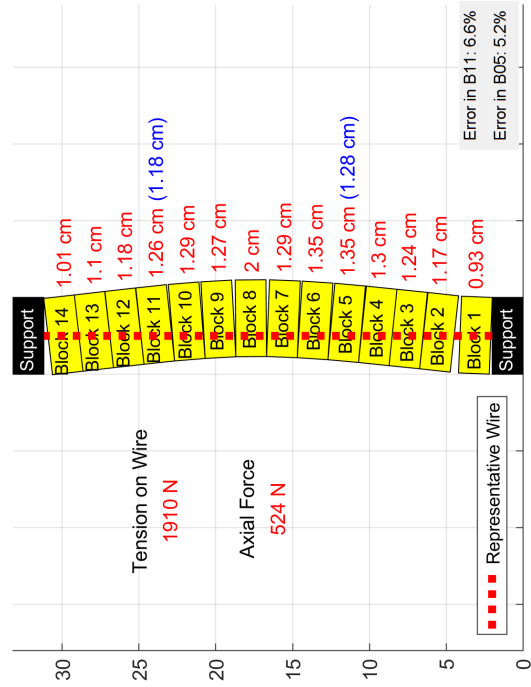 Support
Block 14 1.01 cm
Block 13 1.1 cm
Block 12 1.18 cm
Block 11 1.26 cm (1.18 cm)
Block 10 1.29 cm
Block 9 1.27 cm
Block 8 2 cm
Block 7 1.29 cm
Block 6 1.35 cm
Block 5 1.35 cm (1.28 cm)
Block 4 1.3 cm
Block 3 1.24 cm
Block 2 1.17 cm
Block 1 0.93 cm
Support
Tension on Wire
1910 N
Axial Force
524 N
Representative Wire
Error in B11: 6.6%
Error in B05: 5.2%
30
25
20
15
10
5
0